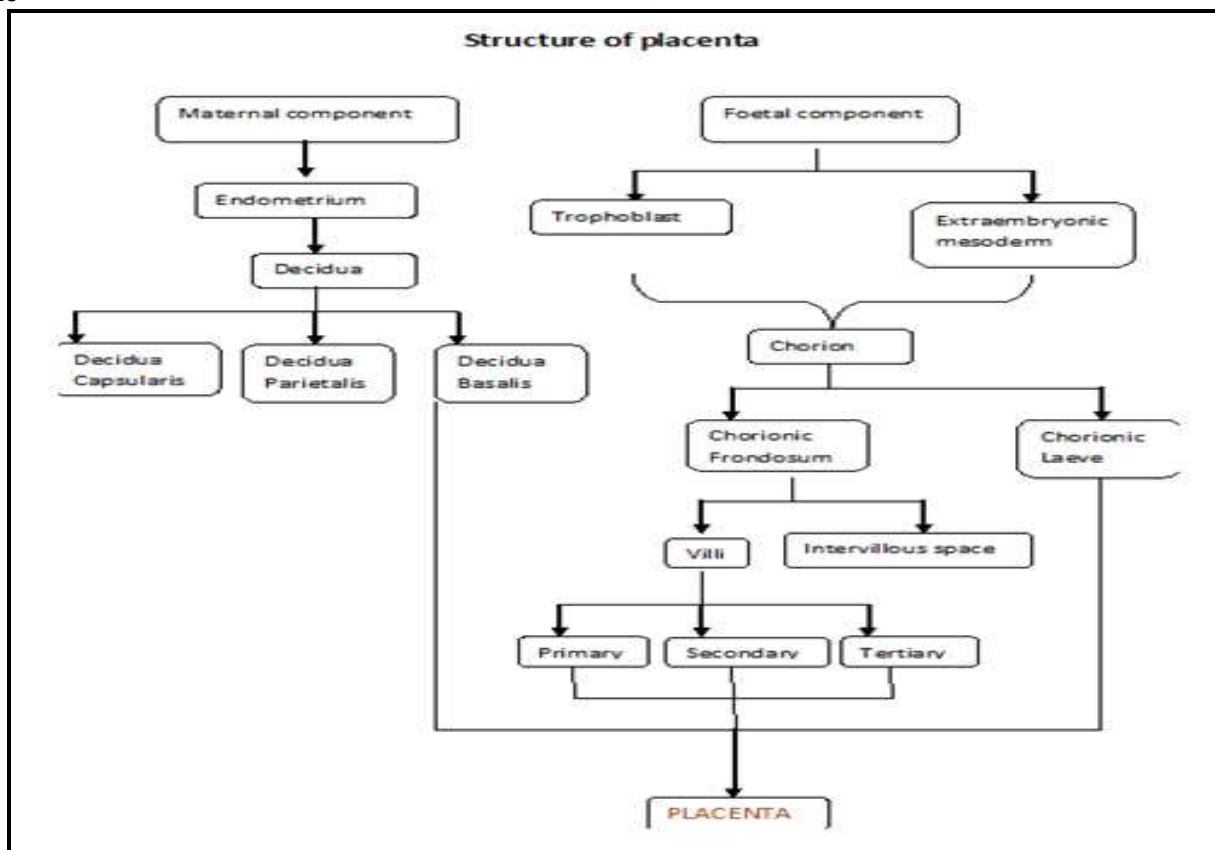 Structure of placenta
Maternal component
Foetal component
Endometrium
Trophoblast
Extraembryonic
mesoderm
Decidua
Chorion
Decidua
Capsularis
Decidua
Parietalis
Decidua
Basalis
Chorionic
Frondosum
Chorionic
Laeve
Villi
Intervillous space
Primary
Secondary
Tertiary
PLACENTA